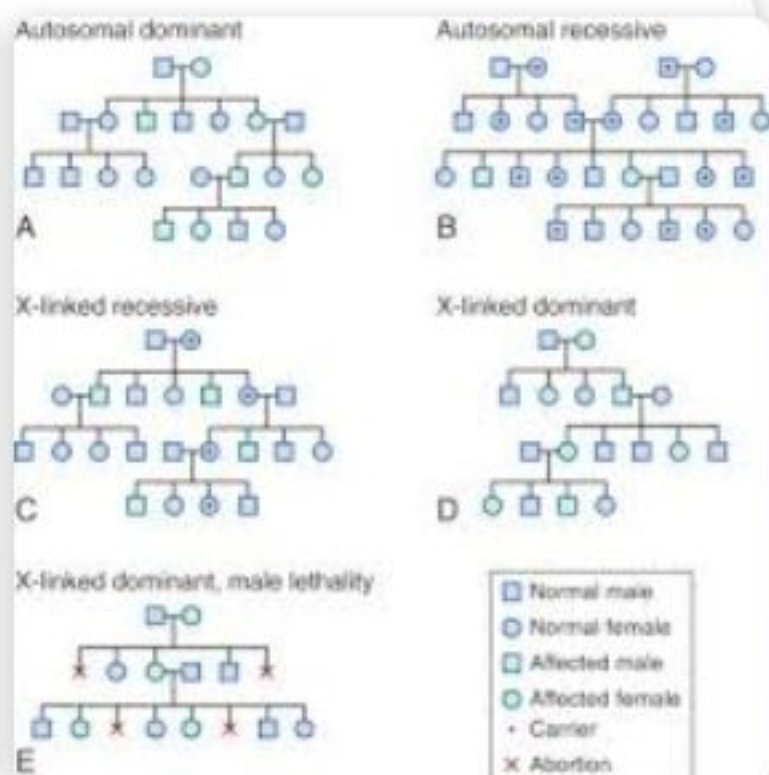 Autosomal dominant
A
Autosomal recessive
B
X-linked recessive
C
X-linked dominant
D
X-linked dominant, male lethality
E
Normal male
Normal female
Affected male
Affected female
Carrier
Abortion